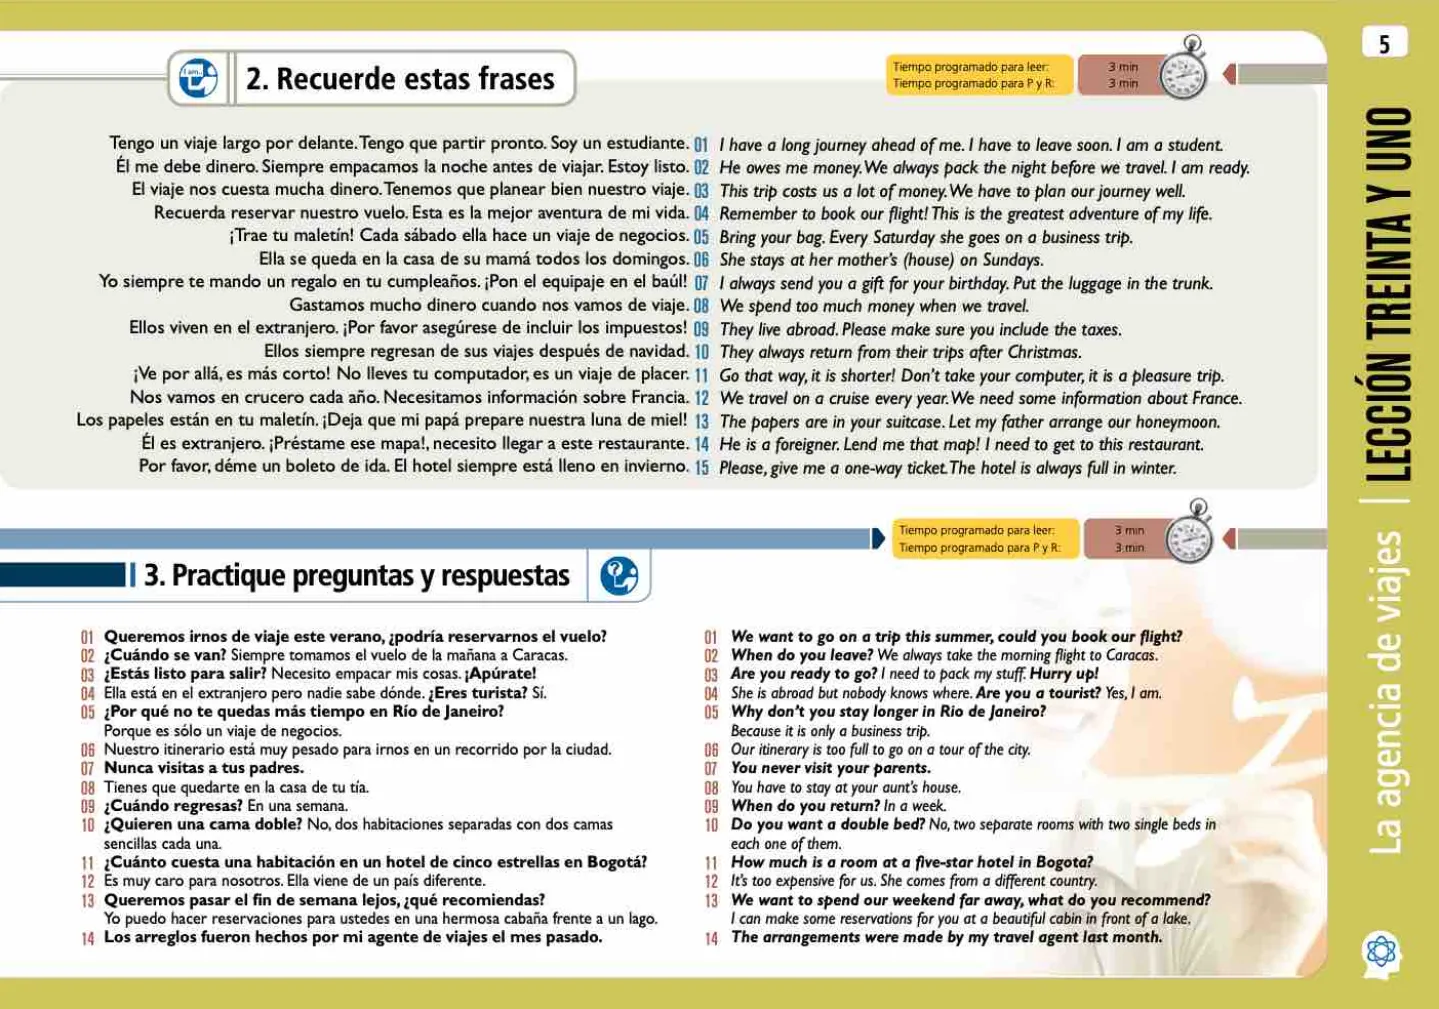 5
2. Recuerde estas frases
Tiempo programado para leer: 3 min
Tiempo programado para P y R: 3 min
Tengo un viaje largo por delante. Tengo que partir pronto. Soy un estudiante. 01 I have a long journey ahead of me. I have to leave soon. I am a student.
Él me debe dinero. Siempre empacamos la noche antes de viajar. Estoy listo. 02 He owes me money. We always pack the night before we travel. I am ready.
El viaje nos cuesta mucha dinero. Tenemos que planear bien nuestro viaje. 03 This trip costs us a lot of money. We have to plan our journey well.
Recuerda reservar nuestro vuelo. Esta es la mejor aventura de mi vida. 04 Remember to book our flight! This is the greatest adventure of my life.
¡Trae tu maletín! Cada sábado ella hace un viaje de negocios. 05 Bring your bag. Every Saturday she goes on a business trip.
Ella se queda en la casa de su mamá todos los domingos. 06 She stays at her mother's (house) on Sundays.
Yo siempre te mando un regalo en tu cumpleaños. ¡Pon el equipaje en el baúl! 07 I always send you a gift for your birthday. Put the luggage in the trunk.
Gastamos mucho dinero cuando nos vamos de viaje. 08 We spend too much money when we travel.
Ellos viven en el extranjero. ¡Por favor asegúrese de incluir los impuestos! 09 They live abroad. Please make sure you include the taxes.
Ellos siempre regresan de sus viajes después de navidad. 10 They always return from their trips after Christmas.
¡Ve por allá, es más corto! No lleves tu computador, es un viaje de placer. 11 Go that way, it is shorter! Don't take your computer, it is a pleasure trip.
Nos vamos en crucero cada año. Necesitamos información sobre Francia. 12 We travel on a cruise every year. We need some information about France.
Los papeles están en tu maletín. ¡Deja que mi papá prepare nuestra luna de miel! 13 The papers are in your suitcase. Let my father arrange our honeymoon.
Él es extranjero. ¡Préstame ese mapa!, necesito llegar a este restaurante. 14 He is a foreigner. Lend me that map! I need to get to this restaurant.
Por favor, déme un boleto de ida. El hotel siempre está lleno en invierno. 15 Please, give me a one-way ticket. The hotel is always full in winter.
Tiempo programado para leer: 3 min
Tiempo programado para P y R: 3 min
3. Practique preguntas y respuestas
01 Queremos irnos de viaje este verano, ¿podría reservarnos el vuelo?
02 ¿Cuándo se van? Siempre tomamos el vuelo de la mañana a Caracas.
03 ¿Estás listo para salir? Necesito empacar mis cosas. ¡Apúrate!
04 Ella está en el extranjero pero nadie sabe dónde. ¿Eres turista? Sí.
05 ¿Por qué no te quedas más tiempo en Río de Janeiro?
Porque es sólo un viaje de negocios.
06 Nuestro itinerario está muy pesado para irnos en un recorrido por la ciudad.
07 Nunca visitas a tus padres.
08 Tienes que quedarte en la casa de tu tía.
09 ¿Cuándo regresas? En una semana.
10 ¿Quieren una cama doble? No, dos habitaciones separadas con dos camas
sencillas cada una.
11 ¿Cuánto cuesta una habitación en un hotel de cinco estrellas en Bogotá?
12 Es muy caro para nosotros. Ella viene de un país diferente.
13 Queremos pasar el fin de semana lejos, ¿qué recomiendas?
Yo puedo hacer reservaciones para ustedes en una hermosa cabaña frente a un lago.
14 Los arreglos fueron hechos por mi agente de viajes el mes pasado.
01 We want to go on a trip this summer, could you book our flight?
02 When do you leave? We always take the morning flight to Caracas.
03 Are you ready to go? I need to pack my stuff. Hurry up!
04 She is abroad but nobody knows where. Are you a tourist? Yes, I am.
05 Why don't you stay longer in Rio de Janeiro?
Because it is only a business trip.
06 Our itinerary is too full to go on a tour of the city.
07 You never visit your parents.
08 You have to stay at your aunt's house.
09 When do you return? In a week.
10 Do you want a double bed? No, two separate rooms with two single beds in
each one of them.
11 How much is a room at a five-star hotel in Bogota?
12 It's too expensive for us. She comes from a different country.
13 We want to spend our weekend far away, what do you recommend?
I can make some reservations for you at a beautiful cabin in front of a lake.
14 The arrangements were made by my travel agent last month.
La agencia de viajes | LECCIÓN TREINTA Y UNO